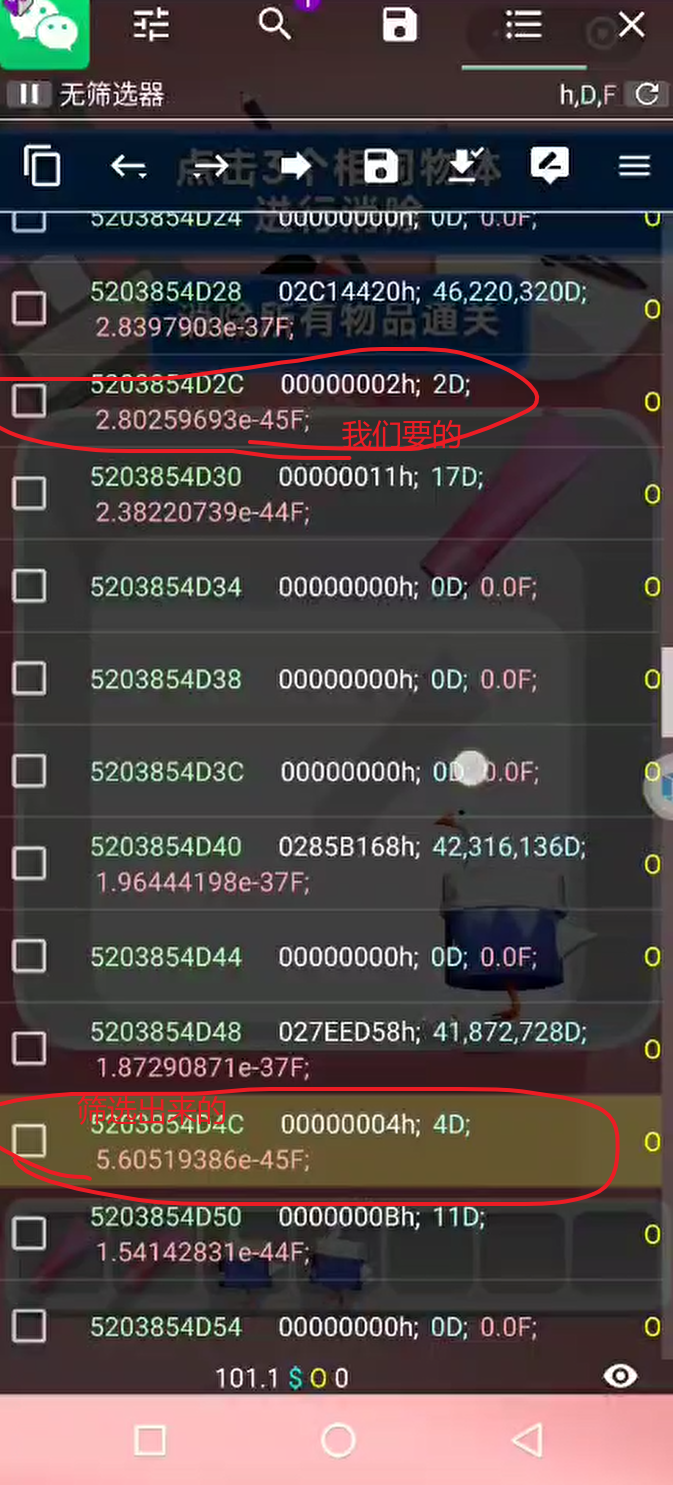 无筛选器
h,D,F
点击3个相同物体
进行消除
5203854D24 00000000h; 0D; 0.0F; O
5203854D28 02C14420h; 46,220,320D; O
2.8397903e-37F;
消除所有物品通关
5203854D2C 00000002h; 2D; O
2.80259693e-45F;
我们要的
5203854D30 00000011h; 17D; O
2.38220739e-44F;
5203854D34 00000000h; 0D; 0.0F; O
5203854D38 00000000h; 0D; 0.0F; O
5203854D3C 00000000h; 0D; 0.0F; O
5203854D40 0285B168h; 42,316,136D; O
1.96444198e-37F;
5203854D44 00000000h; 0D; 0.0F; O
5203854D48 027EED58h; 41,872,728D; O
1.87290871e-37F;
筛选出来的
5203854D4C 00000004h; 4D; O
5.60519386e-45F;
5203854D50 0000000Bh; 11D; O
1.54142831e-44F;
5203854D54 00000000h; 0D; 0.0F; O
101.1 $ O 0